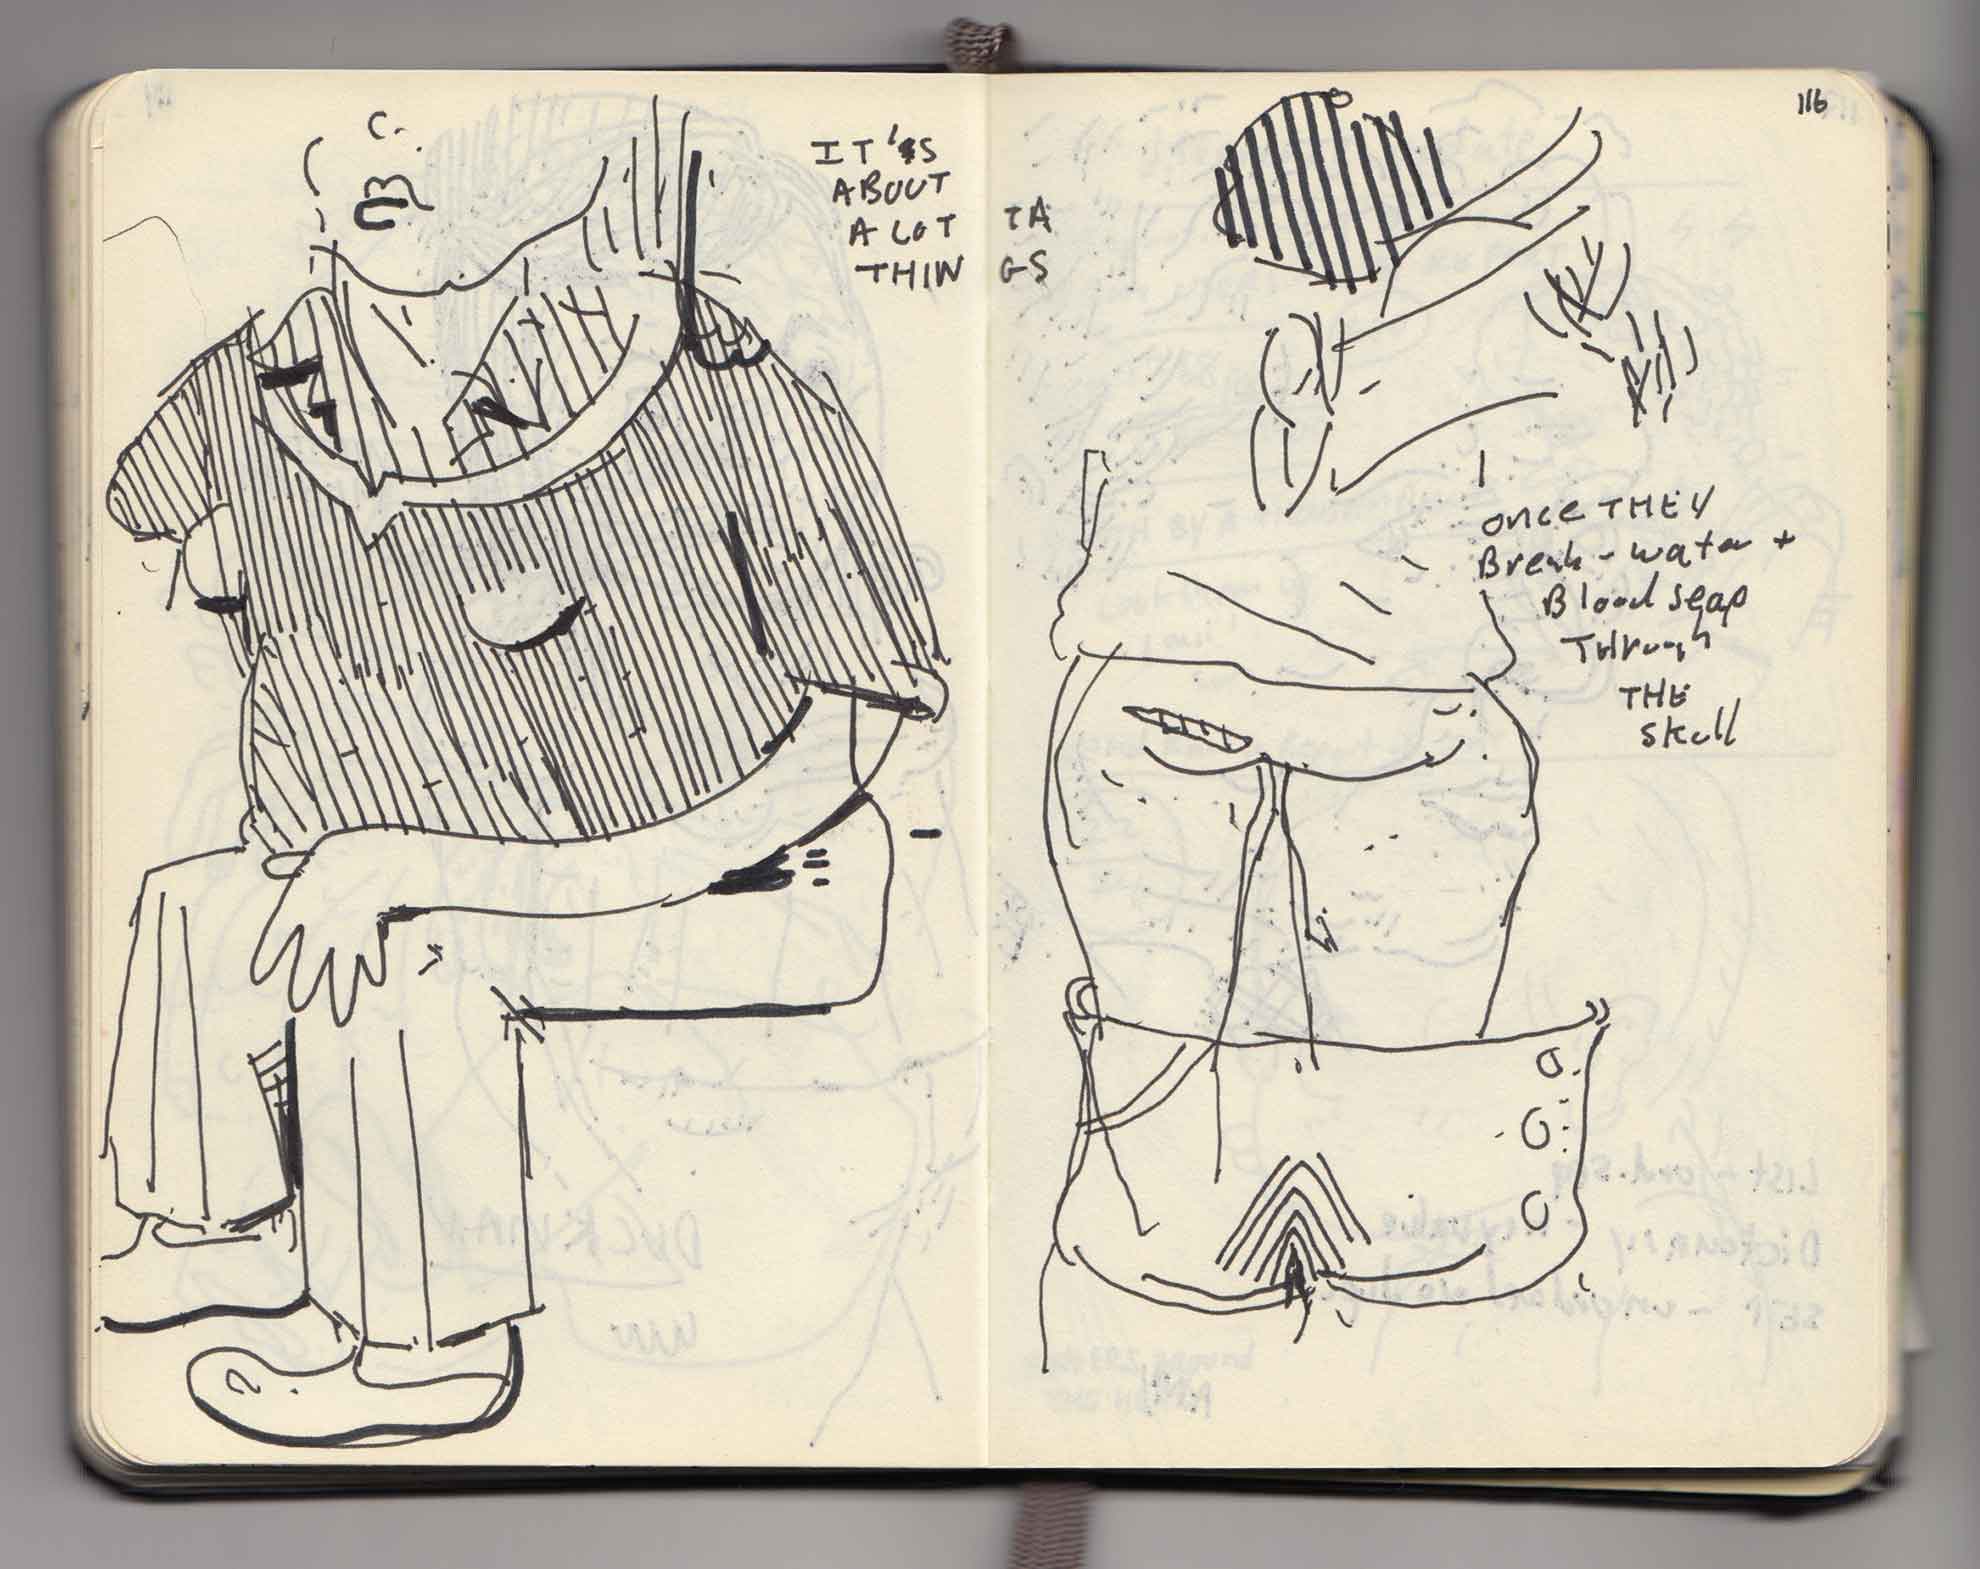 116
IT'S
ABOUT
A LOT TA
THIN GS
once THEY
Break - water +
Blood seap
Through
THE
skull